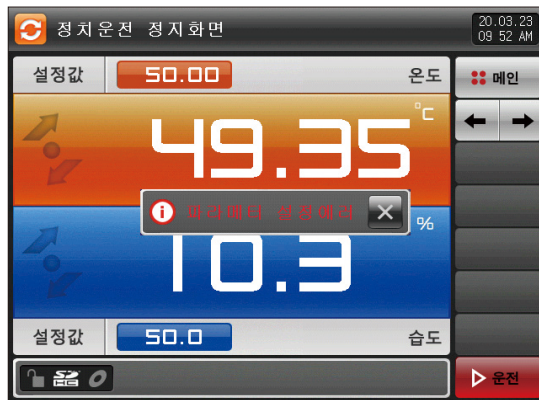 정치운전 정지화면
20.03.23
09 52 AM
설정값 50.00 온도
메인
49.35 °C
파라미터 설정에러
10.3 %
설정값 50.0 습도
운전